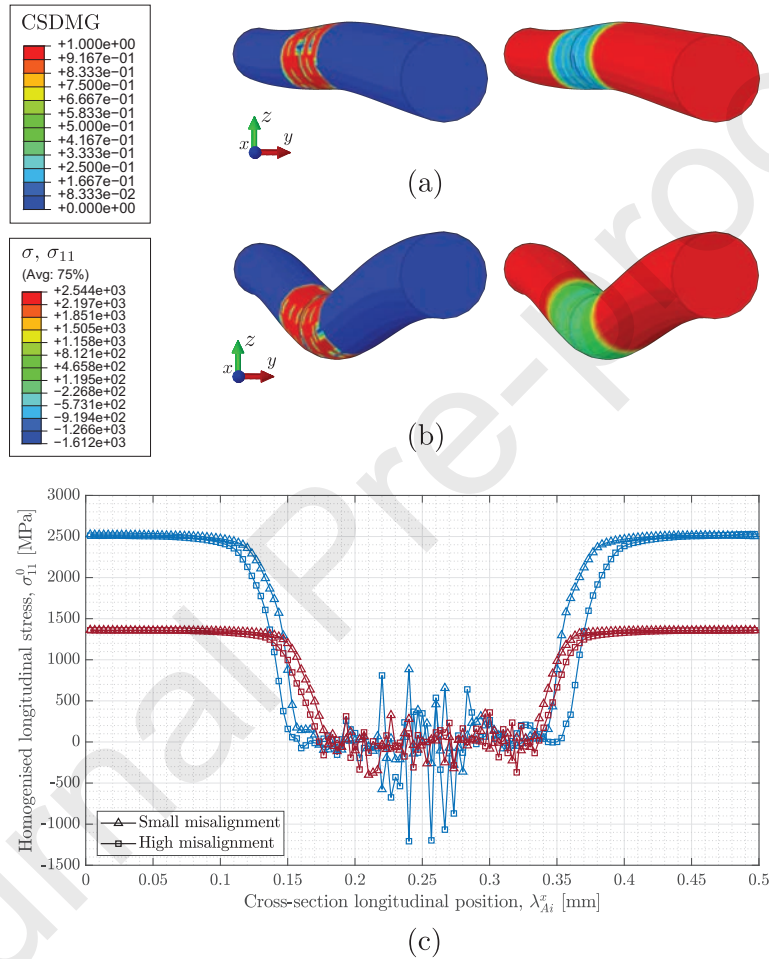 CSDMG
+1.000e+00
+9.167e-01
+8.333e-01
+7.500e-01
+6.667e-01
+5.833e-01
+5.000e-01
+4.167e-01
+3.333e-01
+2.500e-01
+1.667e-01
+8.333e-02
+0.000e+00
z
x y
(a)
σ, σ11
(Avg: 75%)
+2.544e+03
+2.197e+03
+1.851e+03
+1.505e+03
+1.158e+03
+8.121e+02
+4.658e+02
+1.195e+02
−2.268e+02
−5.731e+02
−9.194e+02
−1.266e+03
−1.612e+03
z
x y
(b)
Homogenised longitudinal stress, σ⁰₁₁ [MPa]
3000
2500
2000
1500
1000
500
0
-500
-1000
-1500
Small misalignment
High misalignment
0 0.05 0.1 0.15 0.2 0.25 0.3 0.35 0.4 0.45 0.5
Cross-section longitudinal position, λˣ_Ai [mm]
(c)
urnal Pre-proo